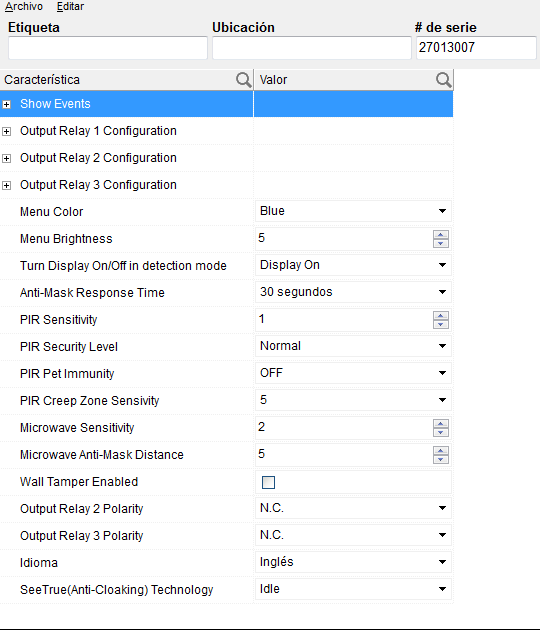 Archivo Editar
Etiqueta Ubicación # de serie
27013007
Característica Valor
Show Events
Output Relay 1 Configuration
Output Relay 2 Configuration
Output Relay 3 Configuration
Menu Color Blue
Menu Brightness 5
Turn Display On/Off in detection mode Display On
Anti-Mask Response Time 30 segundos
PIR Sensitivity 1
PIR Security Level Normal
PIR Pet Immunity OFF
PIR Creep Zone Sensivity 5
Microwave Sensitivity 2
Microwave Anti-Mask Distance 5
Wall Tamper Enabled
Output Relay 2 Polarity N.C.
Output Relay 3 Polarity N.C.
Idioma Inglés
SeeTrue(Anti-Cloaking) Technology Idle